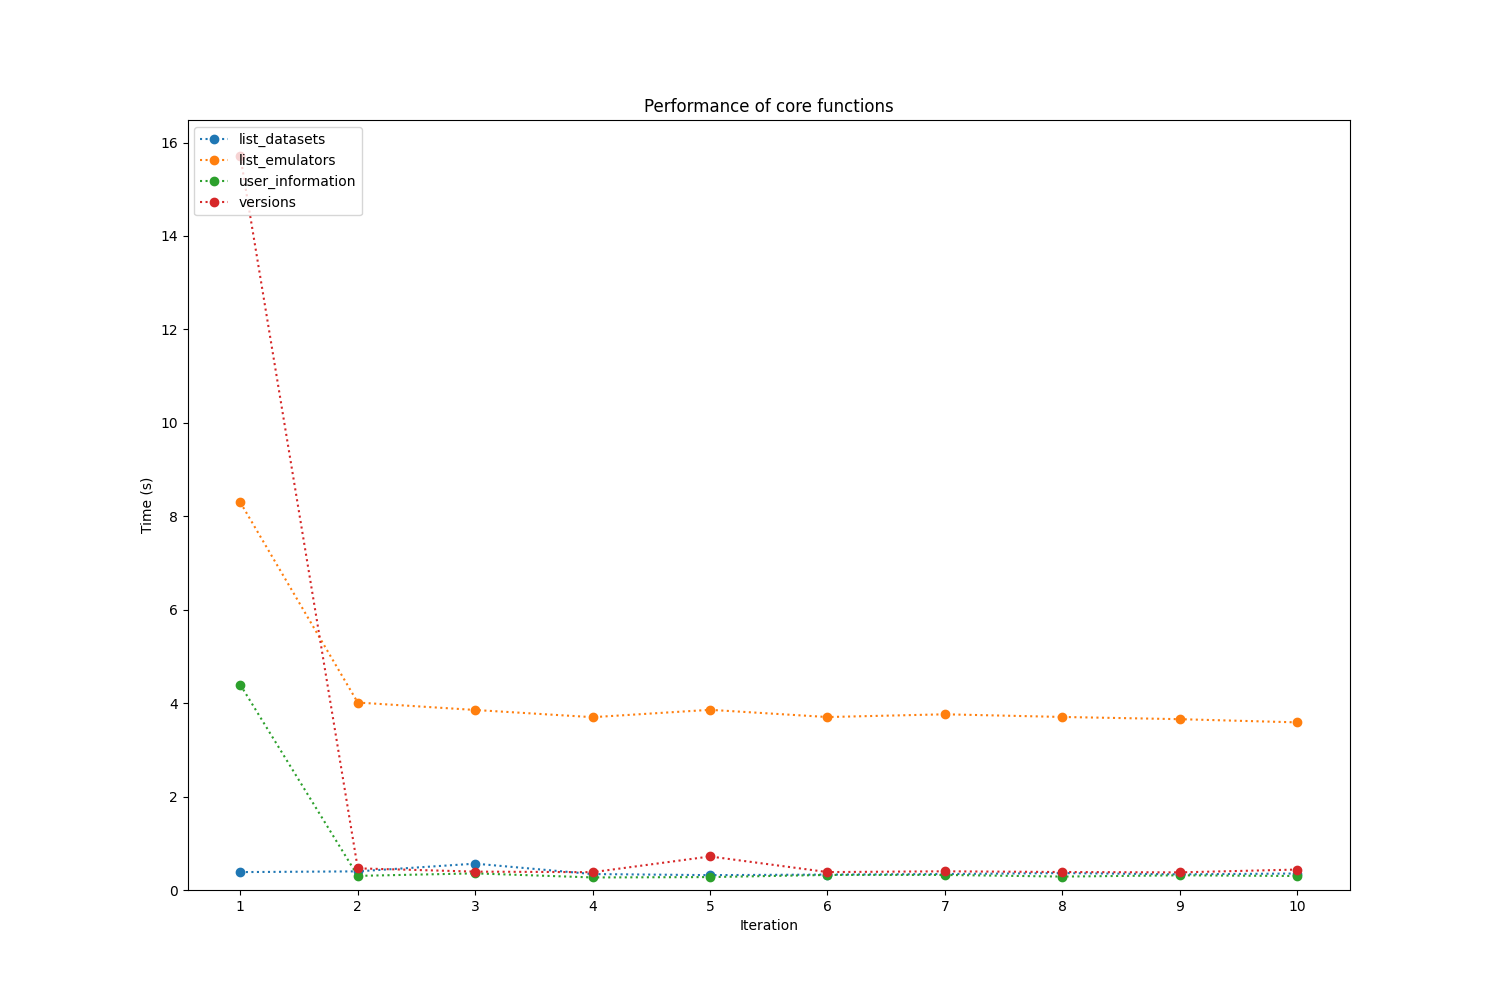 Performance of core functions
list_datasets
list_emulators
user_information
versions
16
14
12
10
8
6
4
2
0
Time (s)
1 2 3 4 5 6 7 8 9 10
Iteration